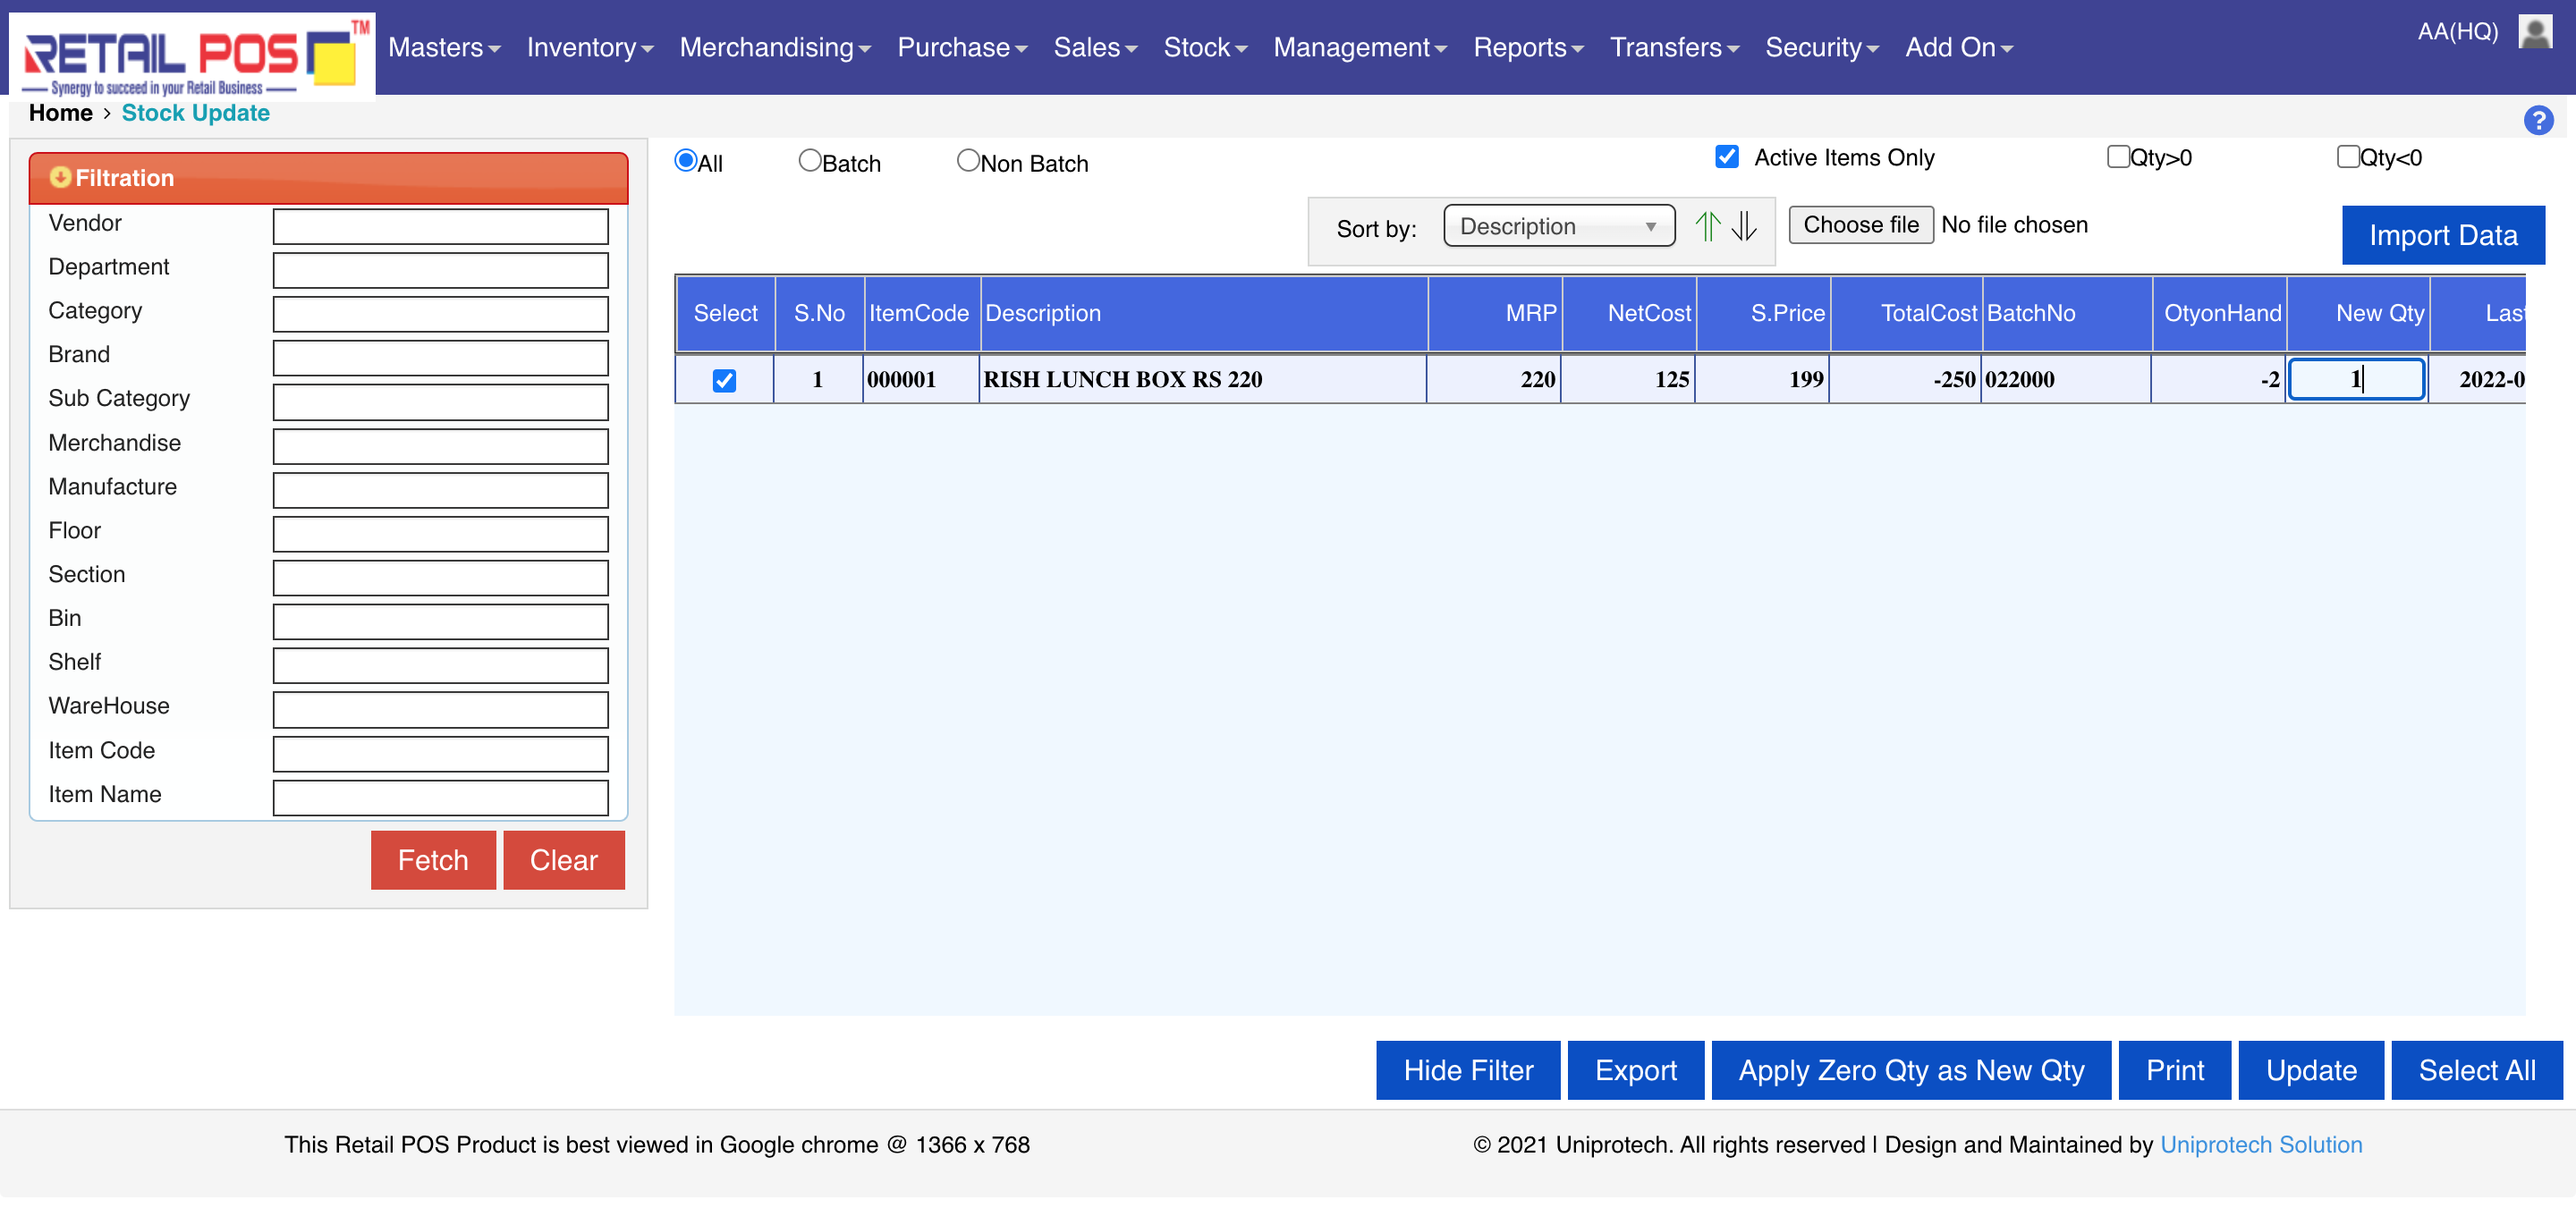 RETAIL POS TM
Synergy to succeed in your Retail Business
Masters Inventory Merchandising Purchase Sales Stock Management Reports Transfers Security Add On
AA(HQ)
Home › Stock Update
?
Filtration
Vendor
Department
Category
Brand
Sub Category
Merchandise
Manufacture
Floor
Section
Bin
Shelf
WareHouse
Item Code
Item Name
Fetch Clear
All Batch Non Batch Active Items Only Qty>0 Qty<0
Sort by: Description Choose file No file chosen Import Data
Select S.No ItemCode Description MRP NetCost S.Price TotalCost BatchNo QtyonHand New Qty Last
1 000001 RISH LUNCH BOX RS 220 220 125 199 -250 022000 -2 1 2022-0
Hide Filter Export Apply Zero Qty as New Qty Print Update Select All
This Retail POS Product is best viewed in Google chrome @ 1366 x 768
© 2021 Uniprotech. All rights reserved | Design and Maintained by Uniprotech Solution